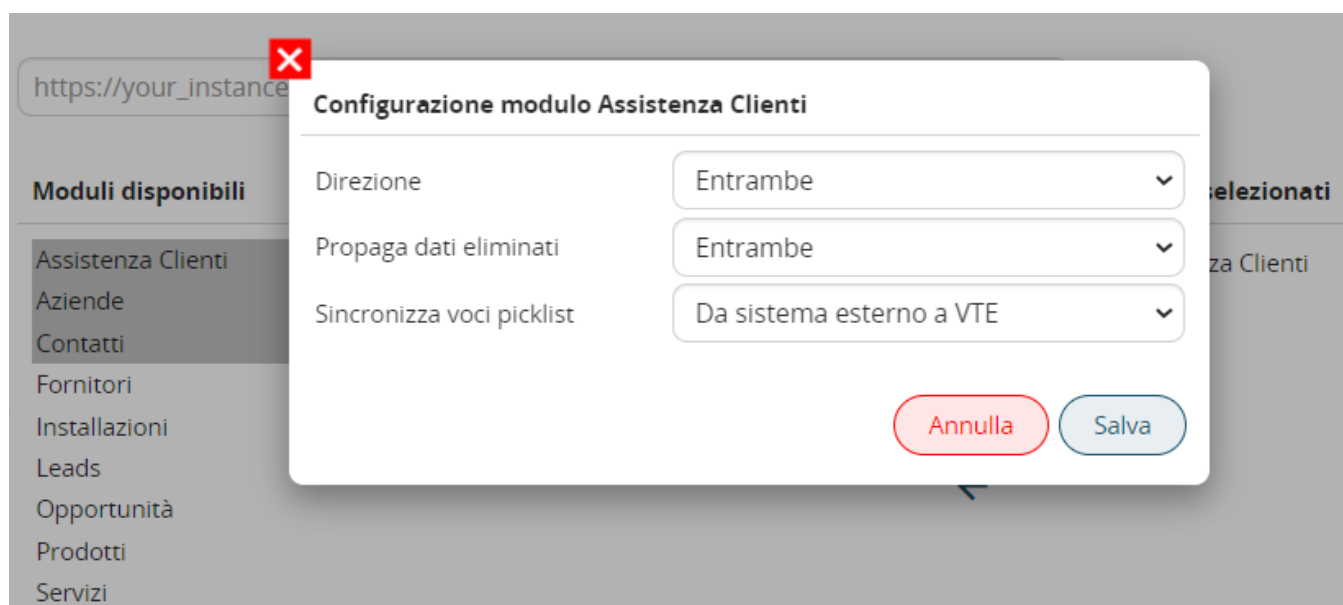 https://your_instance
Configurazione modulo Assistenza Clienti
Moduli disponibili
Direzione
Entrambe
selezionati
Assistenza Clienti
Propaga dati eliminati
Entrambe
za Clienti
Aziende
Sincronizza voci picklist
Da sistema esterno a VTE
Contatti
Fornitori
Installazioni
Annulla
Salva
Leads
Opportunità
Prodotti
Servizi